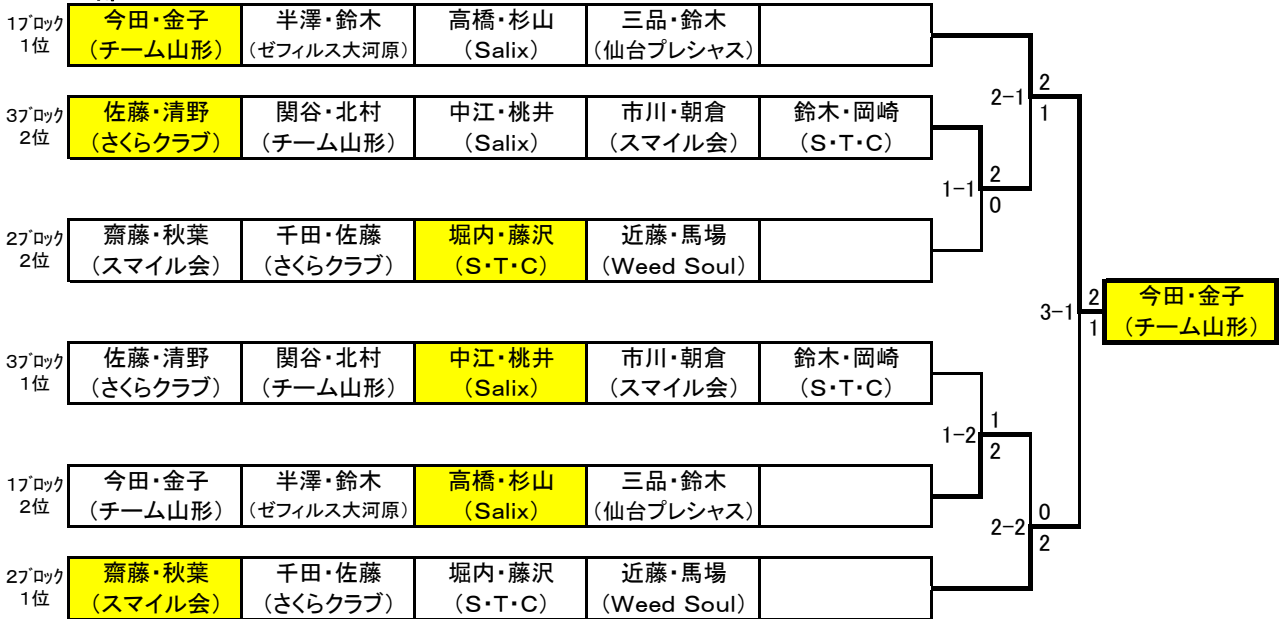 1ブロック 今田・金子 半澤・鈴木 高橋・杉山 三品・鈴木
1位 (チーム山形) (ゼフィルス大河原) (Salix) (仙台プレシャス)
2-1 2
1
3ブロック 佐藤・清野 関谷・北村 中江・桃井 市川・朝倉 鈴木・岡崎
2位 (さくらクラブ) (チーム山形) (Salix) (スマイル会) (S・T・C)
1-1 2
0
2ブロック 齋藤・秋葉 千田・佐藤 堀内・藤沢 近藤・馬場
2位 (スマイル会) (さくらクラブ) (S・T・C) (Weed Soul)
3-1 2 今田・金子
1 (チーム山形)
3ブロック 佐藤・清野 関谷・北村 中江・桃井 市川・朝倉 鈴木・岡崎
1位 (さくらクラブ) (チーム山形) (Salix) (スマイル会) (S・T・C)
1-2 1
2
1ブロック 今田・金子 半澤・鈴木 高橋・杉山 三品・鈴木
2位 (チーム山形) (ゼフィルス大河原) (Salix) (仙台プレシャス)
2-2 0
2
2ブロック 齋藤・秋葉 千田・佐藤 堀内・藤沢 近藤・馬場
1位 (スマイル会) (さくらクラブ) (S・T・C) (Weed Soul)